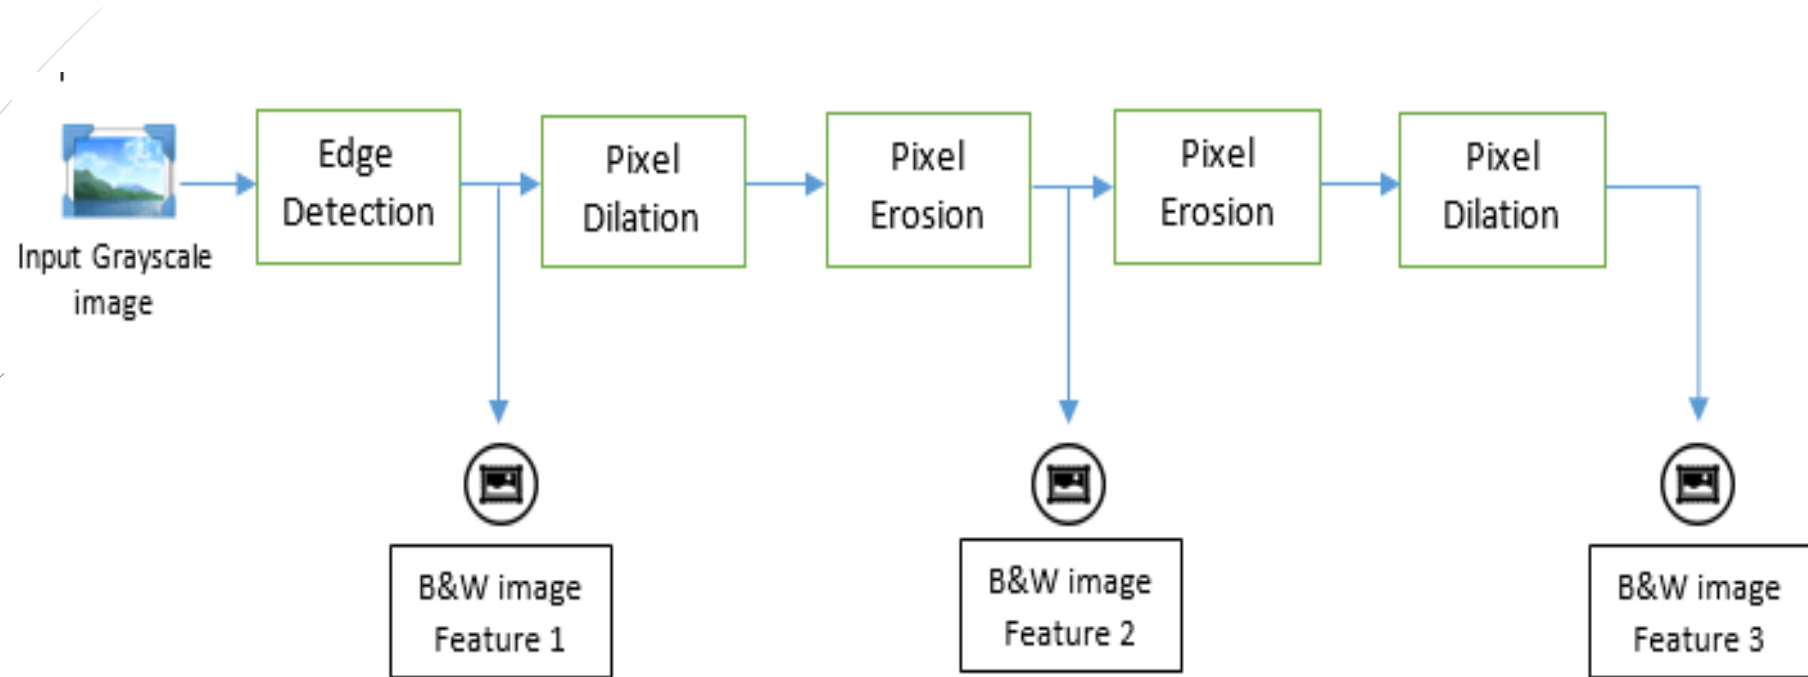 Input Grayscale
image
Edge
Detection
Pixel
Dilation
Pixel
Erosion
Pixel
Erosion
Pixel
Dilation
B&W image
Feature 1
B&W image
Feature 2
B&W image
Feature 3